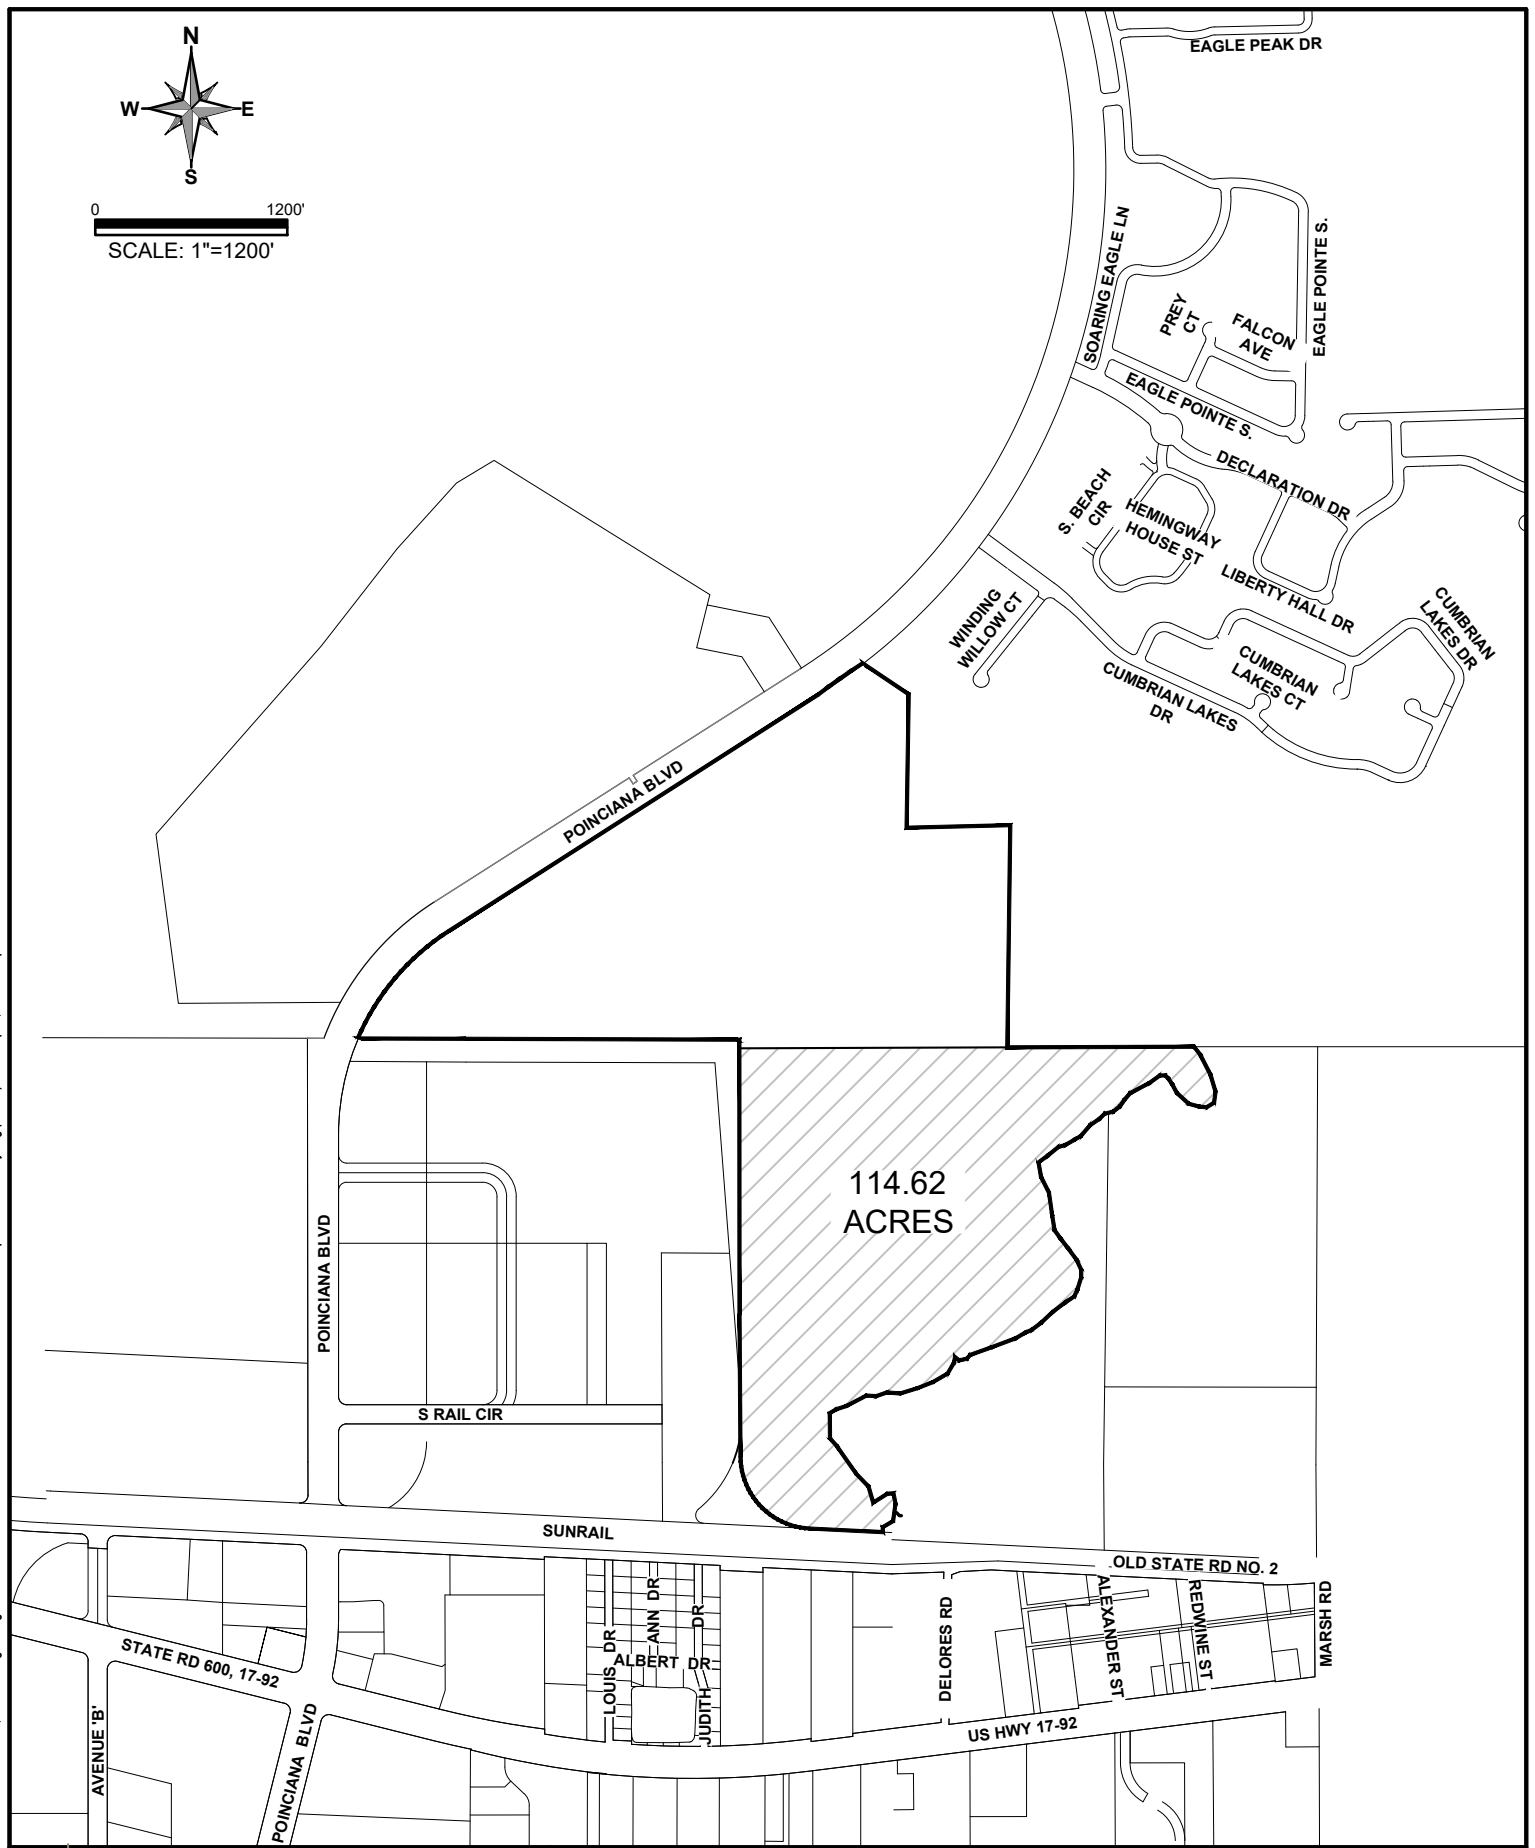 N
W E
S
0 1200'
SCALE: 1"=1200'
EAGLE PEAK DR
SOARING EAGLE LN
EAGLE POINTE S.
PREY
CT
FALCON
AVE
EAGLE POINTE S.
DECLARATION DR
S. BEACH
CIR
HEMINGWAY
HOUSE ST
LIBERTY HALL DR
WINDING
WILLOW CT
CUMBRIAN
LAKES DR
CUMBRIAN
LAKES CT
CUMBRIAN LAKES
DR
POINCIANA BLVD
114.62
ACRES
POINCIANA BLVD
S RAIL CIR
SUNRAIL
OLD STATE RD NO. 2
STATE RD 600, 17-92
LOUIS DR
ANN DR
JUDITH DR
ALBERT DR
DELORES RD
ALEXANDER ST
REDWINE ST
MARSH RD
US HWY 17-92
AVENUE 'B'
POINCIANA BLVD